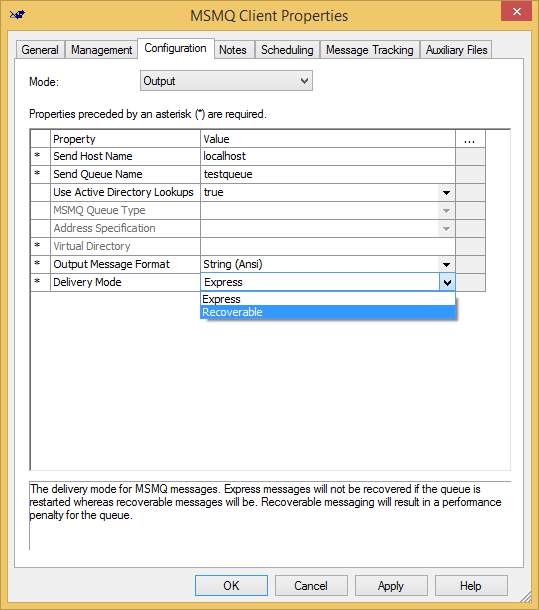 MSMQ Client Properties
General Management Configuration Notes Scheduling Message Tracking Auxiliary Files
Mode: Output
Properties preceded by an asterisk (*) are required.
Property Value ...
* Send Host Name localhost
* Send Queue Name testqueue
Use Active Directory Lookups true
MSMQ Queue Type
Address Specification
* Virtual Directory
* Output Message Format String (Ansi)
* Delivery Mode Express
Express
Recoverable
The delivery mode for MSMQ messages. Express messages will not be recovered if the queue is
restarted whereas recoverable messages will be. Recoverable messaging will result in a performance
penalty for the queue.
OK Cancel Apply Help